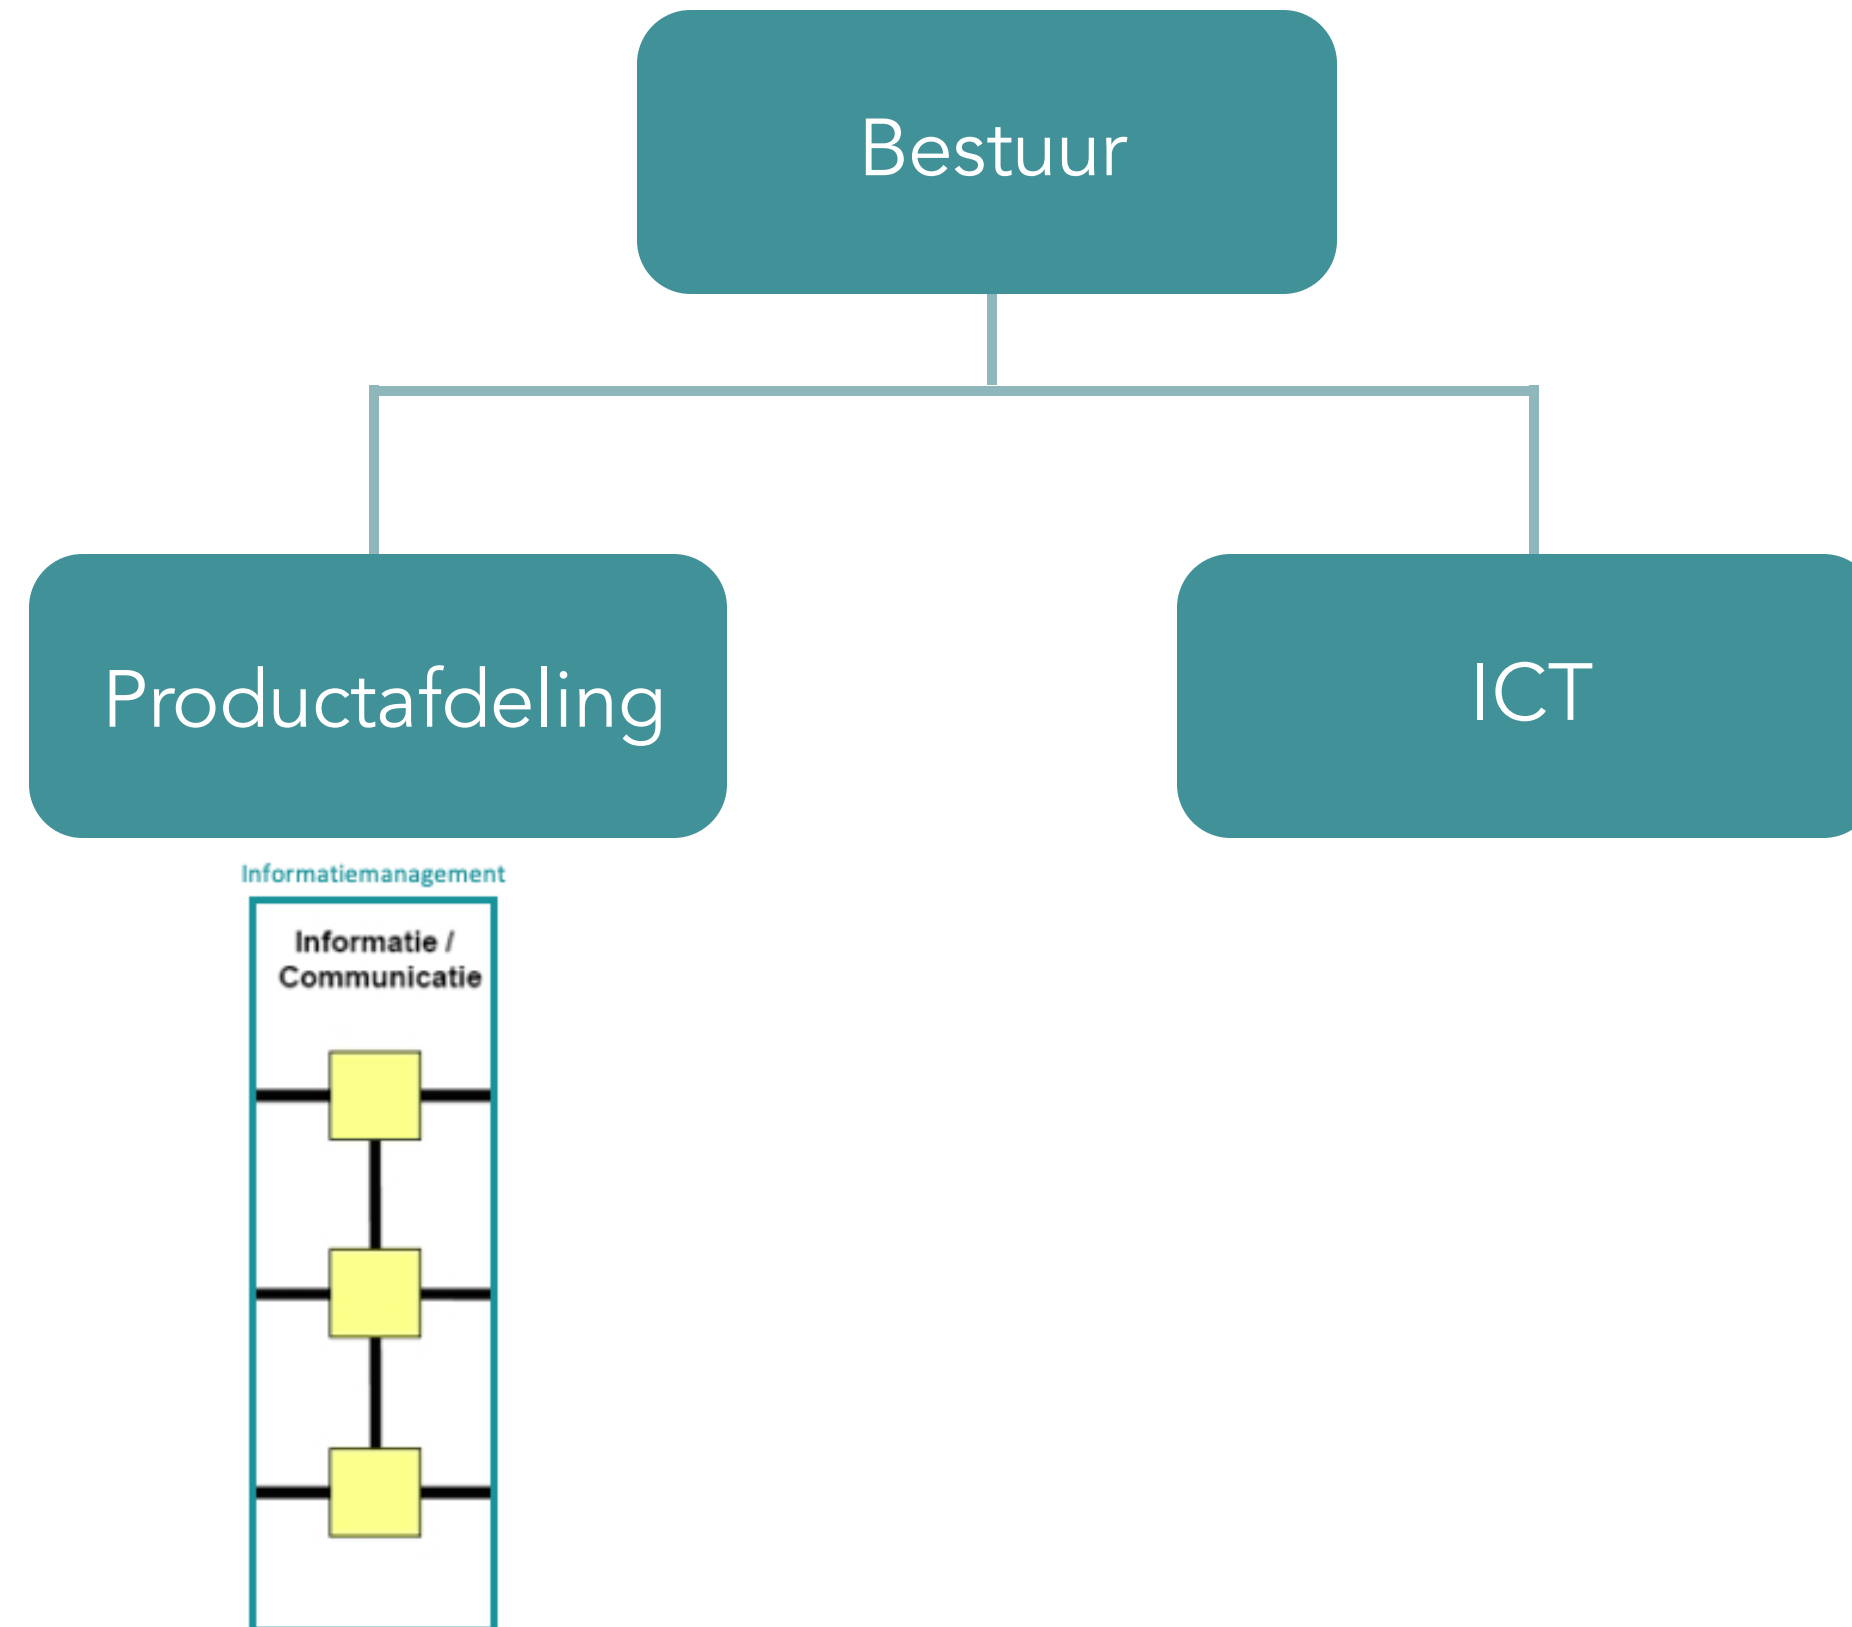 Bestuur
Productafdeling
ICT
Informatiemanagement
Informatie /
Communicatie